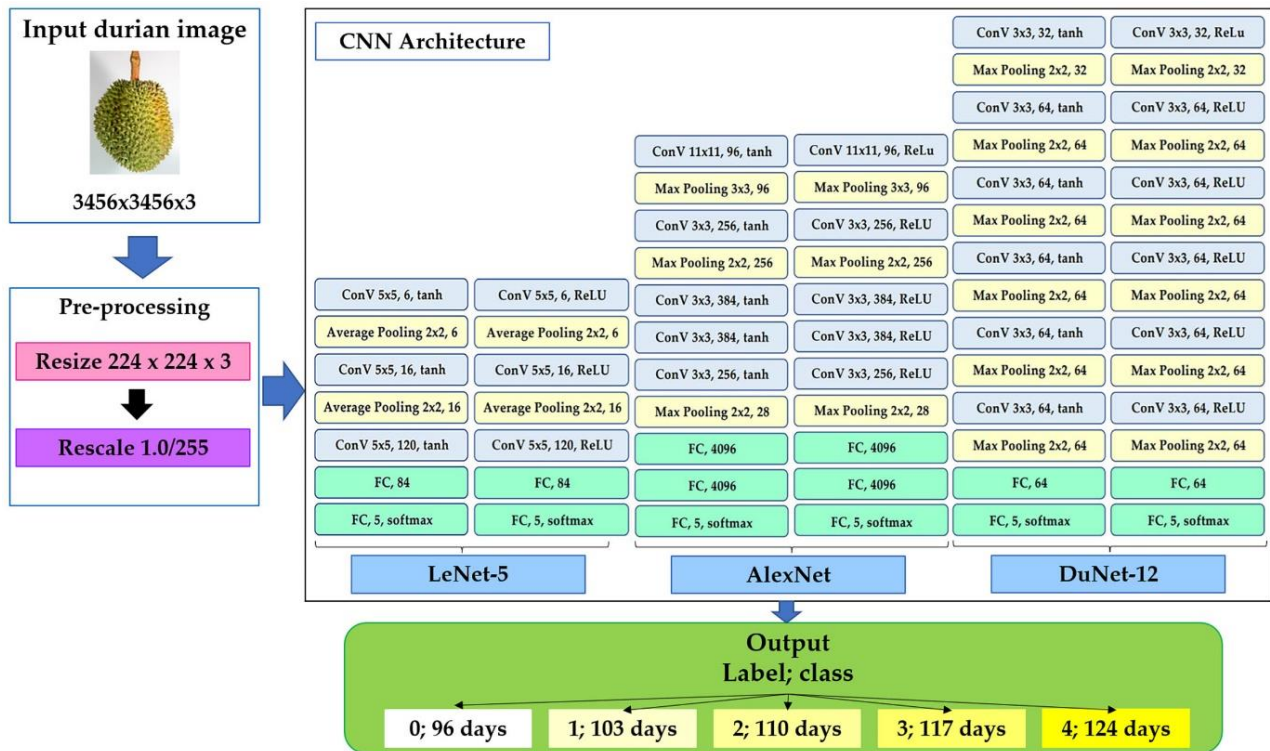 Input durian image
3456x3456x3
Pre-processing
Resize 224 x 224 x 3
Rescale 1.0/255
CNN Architecture
ConV 5x5, 6, tanh
Average Pooling 2x2, 6
ConV 5x5, 16, tanh
Average Pooling 2x2, 16
ConV 5x5, 120, tanh
FC, 84
FC, 5, softmax
ConV 5x5, 6, ReLU
Average Pooling 2x2, 6
ConV 5x5, 16, ReLU
Average Pooling 2x2, 16
ConV 5x5, 120, ReLU
FC, 84
FC, 5, softmax
LeNet-5
ConV 11x11, 96, tanh
Max Pooling 3x3, 96
ConV 3x3, 256, tanh
Max Pooling 2x2, 256
ConV 3x3, 384, tanh
ConV 3x3, 384, tanh
ConV 3x3, 256, tanh
Max Pooling 2x2, 28
FC, 4096
FC, 4096
FC, 5, softmax
ConV 11x11, 96, ReLu
Max Pooling 3x3, 96
ConV 3x3, 256, ReLU
Max Pooling 2x2, 256
ConV 3x3, 384, ReLU
ConV 3x3, 384, ReLU
ConV 3x3, 256, ReLU
Max Pooling 2x2, 28
FC, 4096
FC, 4096
FC, 5, softmax
AlexNet
ConV 3x3, 32, tanh
Max Pooling 2x2, 32
ConV 3x3, 64, tanh
Max Pooling 2x2, 64
ConV 3x3, 64, tanh
Max Pooling 2x2, 64
ConV 3x3, 64, tanh
Max Pooling 2x2, 64
ConV 3x3, 64, tanh
Max Pooling 2x2, 64
ConV 3x3, 64, tanh
Max Pooling 2x2, 64
FC, 64
FC, 5, softmax
ConV 3x3, 32, ReLu
Max Pooling 2x2, 32
ConV 3x3, 64, ReLU
Max Pooling 2x2, 64
ConV 3x3, 64, ReLU
Max Pooling 2x2, 64
ConV 3x3, 64, ReLU
Max Pooling 2x2, 64
ConV 3x3, 64, ReLU
Max Pooling 2x2, 64
ConV 3x3, 64, ReLU
Max Pooling 2x2, 64
FC, 64
FC, 5, softmax
DuNet-12
Output
Label; class
0; 96 days
1; 103 days
2; 110 days
3; 117 days
4; 124 days